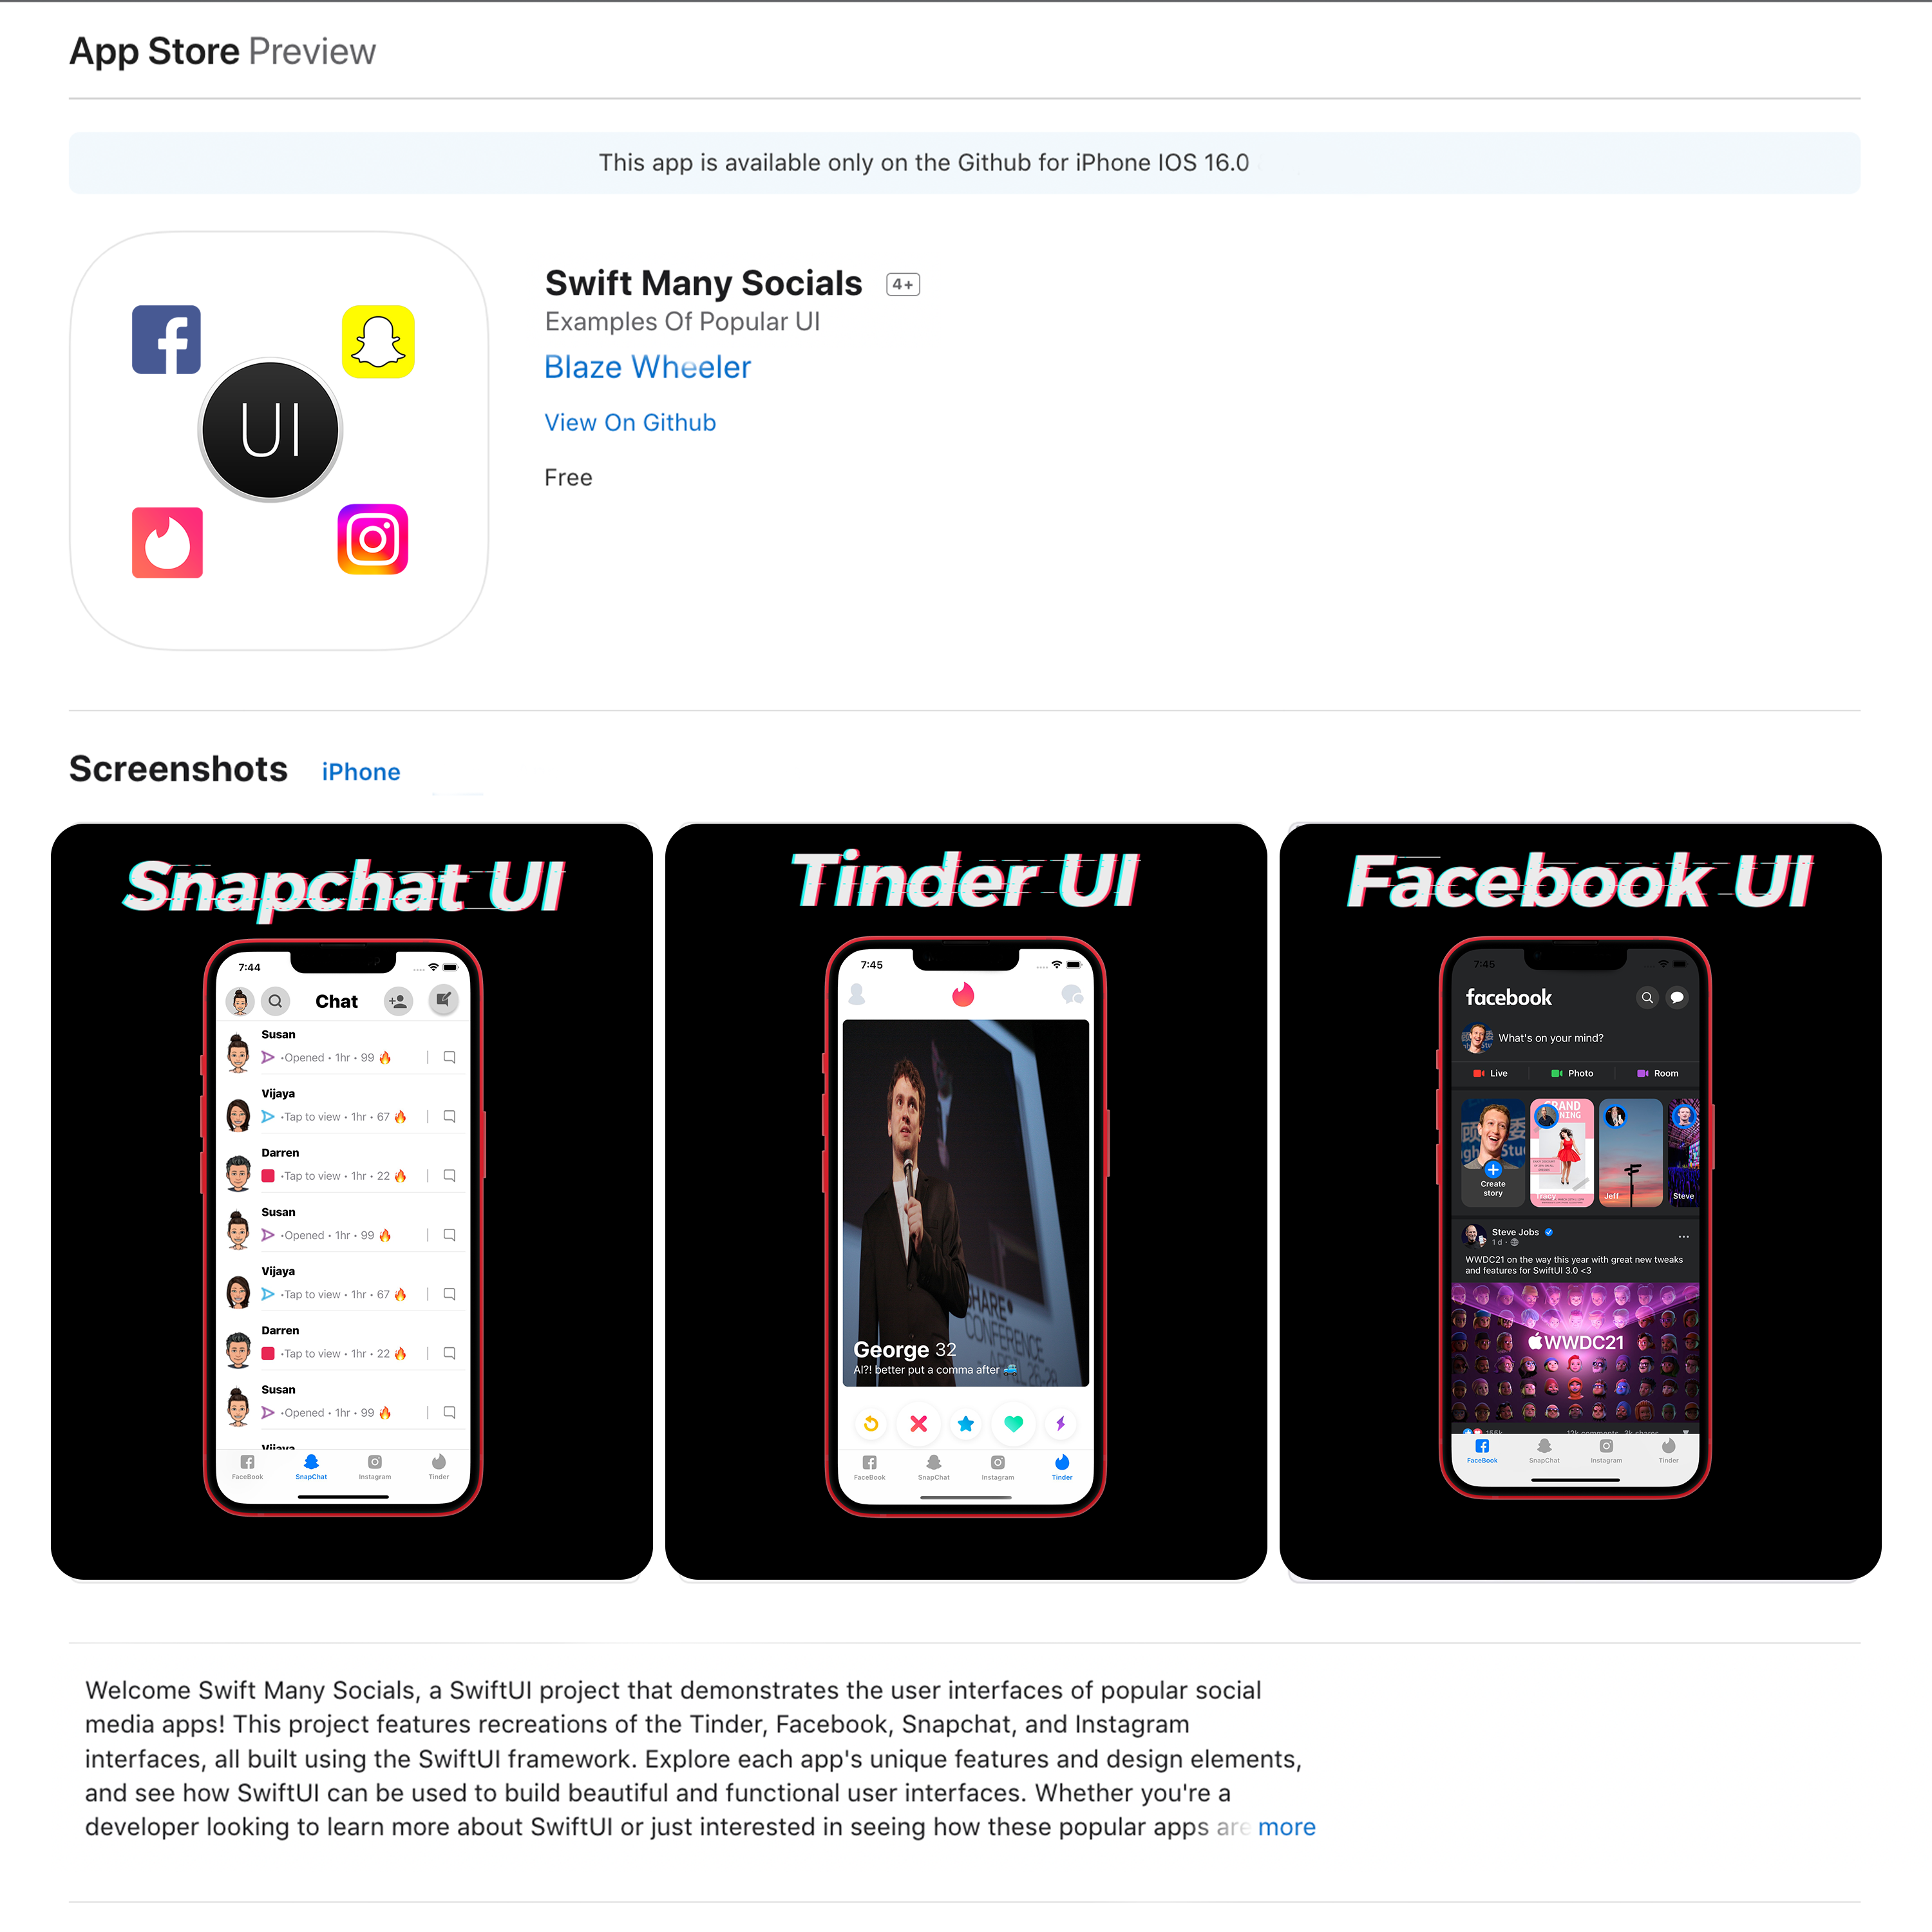 App Store Preview
This app is available only on the Github for iPhone IOS 16.0
UI
Swift Many Socials 4+
Examples Of Popular UI
Blaze Wheeler
View On Github
Free
Screenshots iPhone
Snapchat UI
7:44
Chat
Susan
•Opened • 1hr • 99 🔥
Vijaya
•Tap to view • 1hr • 67 🔥
Darren
•Tap to view • 1hr • 22 🔥
Susan
•Opened • 1hr • 99 🔥
Vijaya
•Tap to view • 1hr • 67 🔥
Darren
•Tap to view • 1hr • 22 🔥
Susan
•Opened • 1hr • 99 🔥
Vijaya
FaceBook SnapChat Instagram Tinder
Tinder UI
7:45
SHARE
CONFERENCE
George 32
AI?! better put a comma after 🚙
FaceBook SnapChat Instagram Tinder
Facebook UI
7:45
facebook
What's on your mind?
Live Photo Room
Create
story
Tracy
Jeff
Steve
Steve Jobs
1 d •
WWDC21 on the way this year with great new tweaks
and features for SwiftUI 3.0 <3
WWDC21
FaceBook SnapChat Instagram Tinder
Welcome Swift Many Socials, a SwiftUI project that demonstrates the user interfaces of popular social
media apps! This project features recreations of the Tinder, Facebook, Snapchat, and Instagram
interfaces, all built using the SwiftUI framework. Explore each app's unique features and design elements,
and see how SwiftUI can be used to build beautiful and functional user interfaces. Whether you're a
developer looking to learn more about SwiftUI or just interested in seeing how these popular apps are more